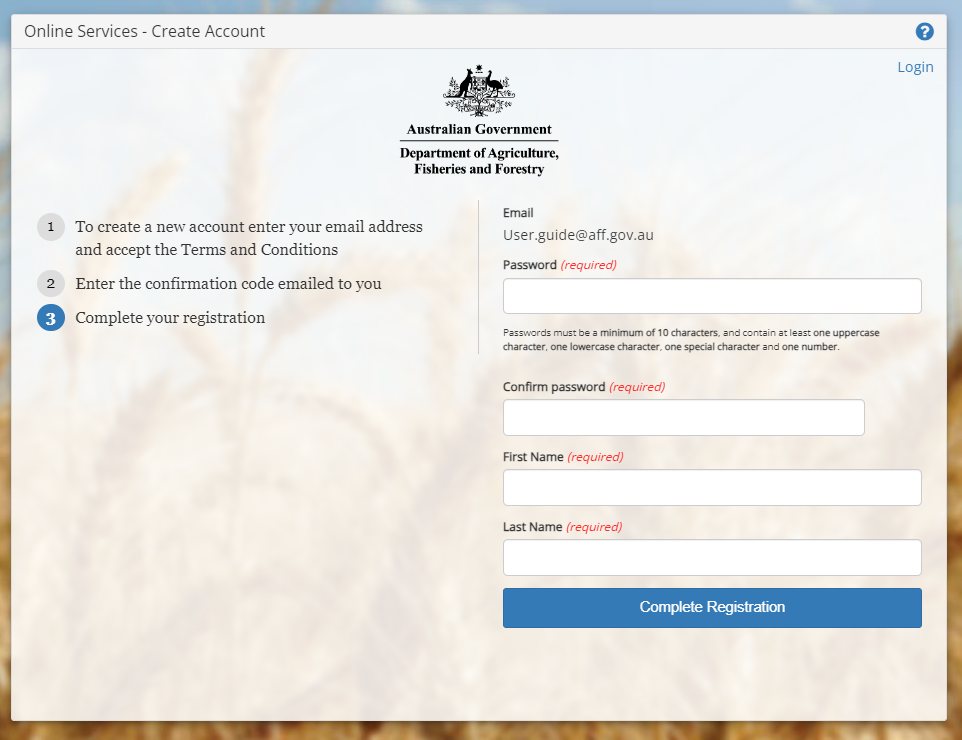 Online Services - Create Account
?
Login
Australian Government
Department of Agriculture,
Fisheries and Forestry
1 To create a new account enter your email address
and accept the Terms and Conditions
2 Enter the confirmation code emailed to you
3 Complete your registration
Email
User.guide@aff.gov.au
Password (required)
Passwords must be a minimum of 10 characters, and contain at least one uppercase
character, one lowercase character, one special character and one number.
Confirm password (required)
First Name (required)
Last Name (required)
Complete Registration